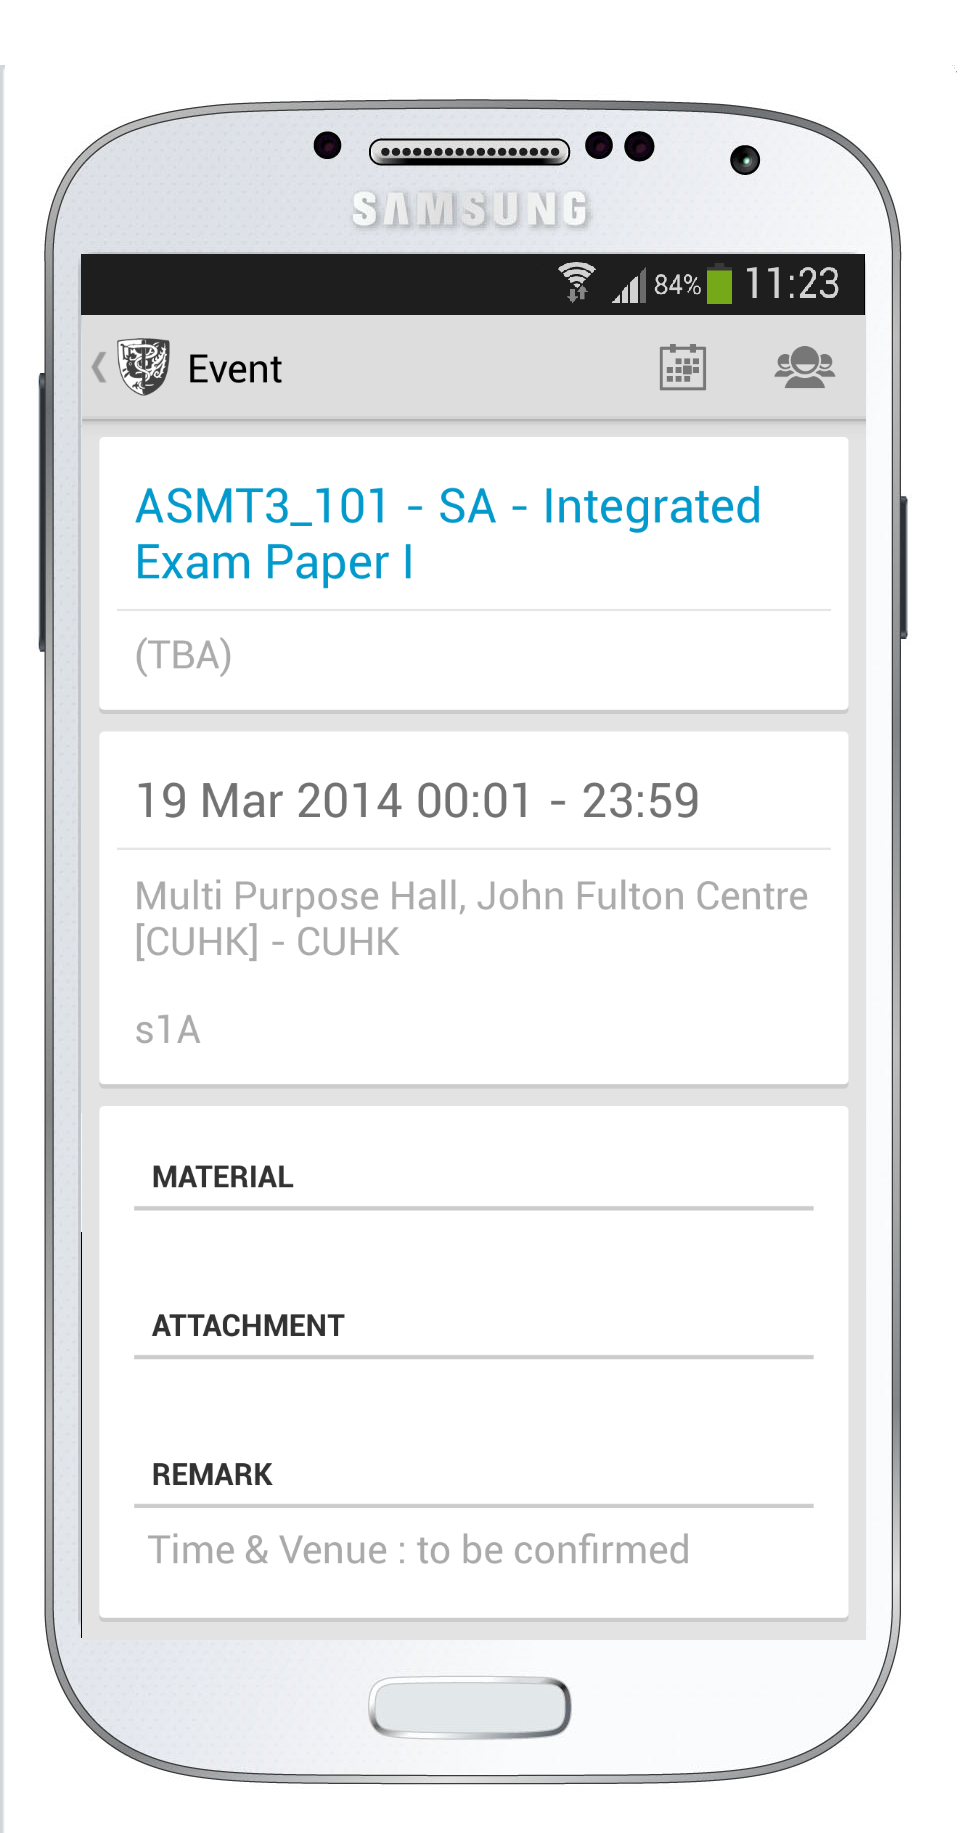 SAMSUNG
84% 11:23
Event
ASMT3_101 - SA - Integrated
Exam Paper I
(TBA)
19 Mar 2014 00:01 - 23:59
Multi Purpose Hall, John Fulton Centre
[CUHK] - CUHK
s1A
MATERIAL
ATTACHMENT
REMARK
Time & Venue : to be confirmed